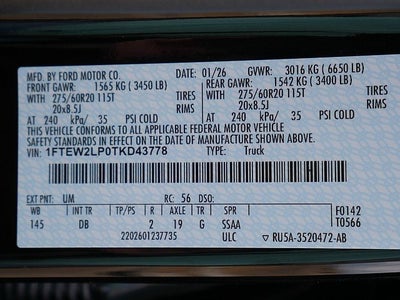 MFD. BY FORD MOTOR CO.
DATE: 01/26 GVWR: 3016 KG ( 6650 LB)
FRONT GAWR: 1565 KG ( 3450 LB)
REAR GAWR: 1542 KG ( 3400 LB)
WITH 275/60R20 115T TIRES
WITH 275/60R20 115T TIRES
20x8.5J RIMS
20x8.5J RIMS
AT 240 kPa/ 35 PSI COLD
AT 240 kPa/ 35 PSI COLD
THIS VEHICLE CONFORMS TO ALL APPLICABLE FEDERAL MOTOR VEHICLE
SAFETY STANDARDS IN EFFECT ON THE DATE OF MANUFACTURE SHOWN ABOVE.
VIN: 1FTEW2LP0TKD43778 TYPE: Truck
EXT PNT: UM RC: 56 DSO:
WB INT TR TP/PS R AXLE TR SPR F0142
145 DB 2 19 G SSAA T0566
2202601237735 ULC ▼ RU5A-3520472-AB